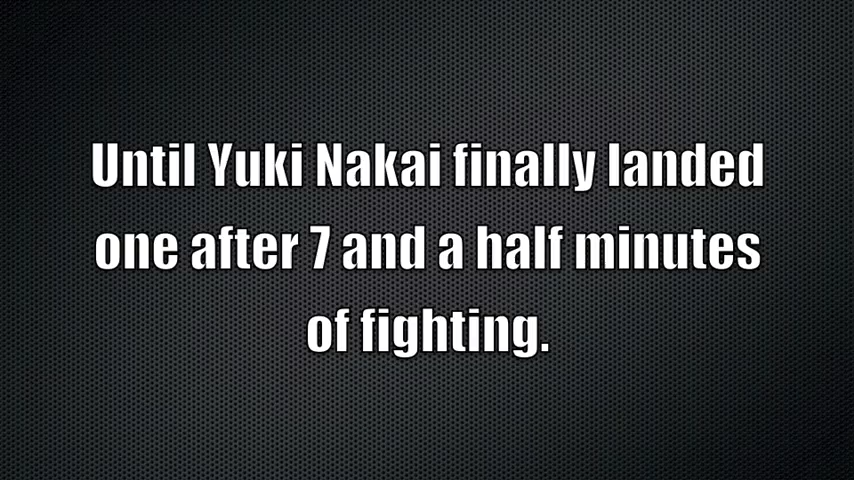 Until Yuki Nakai finally landed
one after 7 and a half minutes
of fighting.